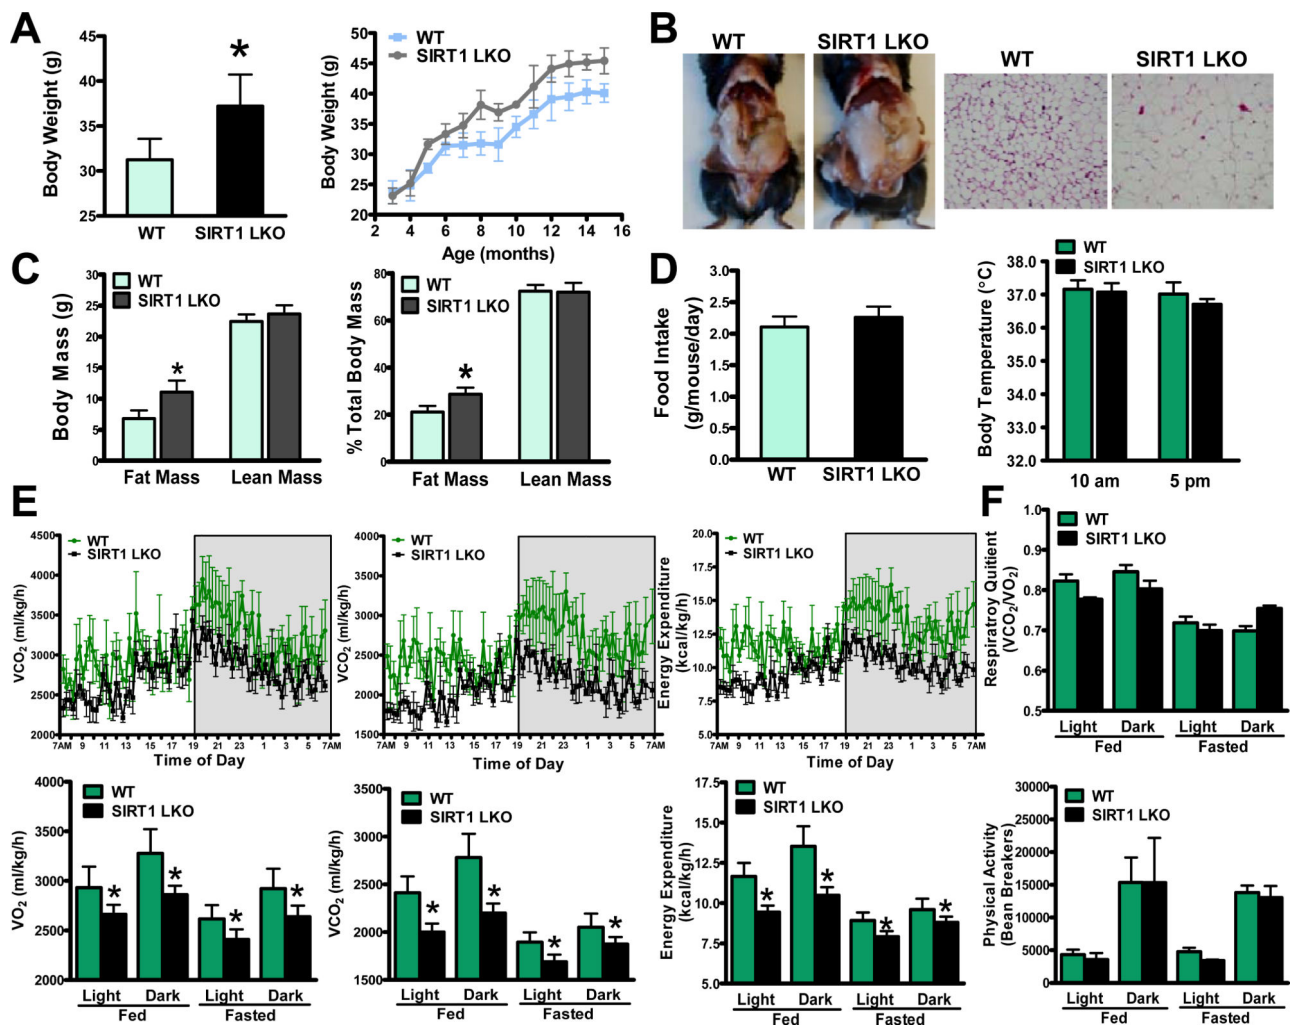 A
Body Weight (g)
45
41
37
33
29
25
*
WT
SIRT1 LKO
Body Weight (g)
50
45
40
35
30
25
20
WT
SIRT1 LKO
2 4 6 8 10 12 14 16
Age (months)
B
WT
SIRT1 LKO
WT
SIRT1 LKO
C
Body Mass (g)
30
25
20
15
10
5
0
WT
SIRT1 LKO
*
Fat Mass
Lean Mass
% Total Body Mass
80
60
40
20
0
WT
SIRT1 LKO
*
Fat Mass
Lean Mass
D
Food Intake
(g/mouse/day)
3.0
2.5
2.0
1.5
1.0
0.5
0.0
WT
SIRT1 LKO
Body Temperature (°C)
38.0
37.0
36.0
35.0
34.0
33.0
32.0
WT
SIRT1 LKO
10 am
5 pm
E
VCO2 (ml/kg/h)
4500
4000
3500
3000
2500
2000
WT
SIRT1 LKO
7AM 9 11 13 15 17 19 21 23 1 3 5 7AM
Time of Day
VCO2 (ml/kg/h)
4000
3500
3000
2500
2000
1500
WT
SIRT1 LKO
7AM 9 11 13 15 17 19 21 23 1 3 5 7AM
Time of Day
Energy Expenditure
(kcal/kg/h)
20.0
17.5
15.0
12.5
10.0
7.5
5.0
WT
SIRT1 LKO
7AM 9 11 13 15 17 19 21 23 1 3 5 7AM
Time of Day
F
Respiratroy Quitient
(VCO2/VO2)
1.0
0.9
0.8
0.7
0.6
0.5
WT
SIRT1 LKO
Light Dark Light Dark
Fed Fasted
VO2 (ml/kg/h)
4000
3500
3000
2500
2000
WT
SIRT1 LKO
* * * *
Light Dark Light Dark
Fed Fasted
VCO2 (ml/kg/h)
3500
3000
2500
2000
1500
WT
SIRT1 LKO
* * * *
Light Dark Light Dark
Fed Fasted
Energy Expenditure
(kcal/kg/h)
17.5
15.0
12.5
10.0
7.5
5.0
WT
SIRT1 LKO
* * * *
Light Dark Light Dark
Fed Fasted
Physical Activity
(Bean Breakers)
30000
25000
20000
15000
10000
5000
0
WT
SIRT1 LKO
Light Dark Light Dark
Fed Fasted